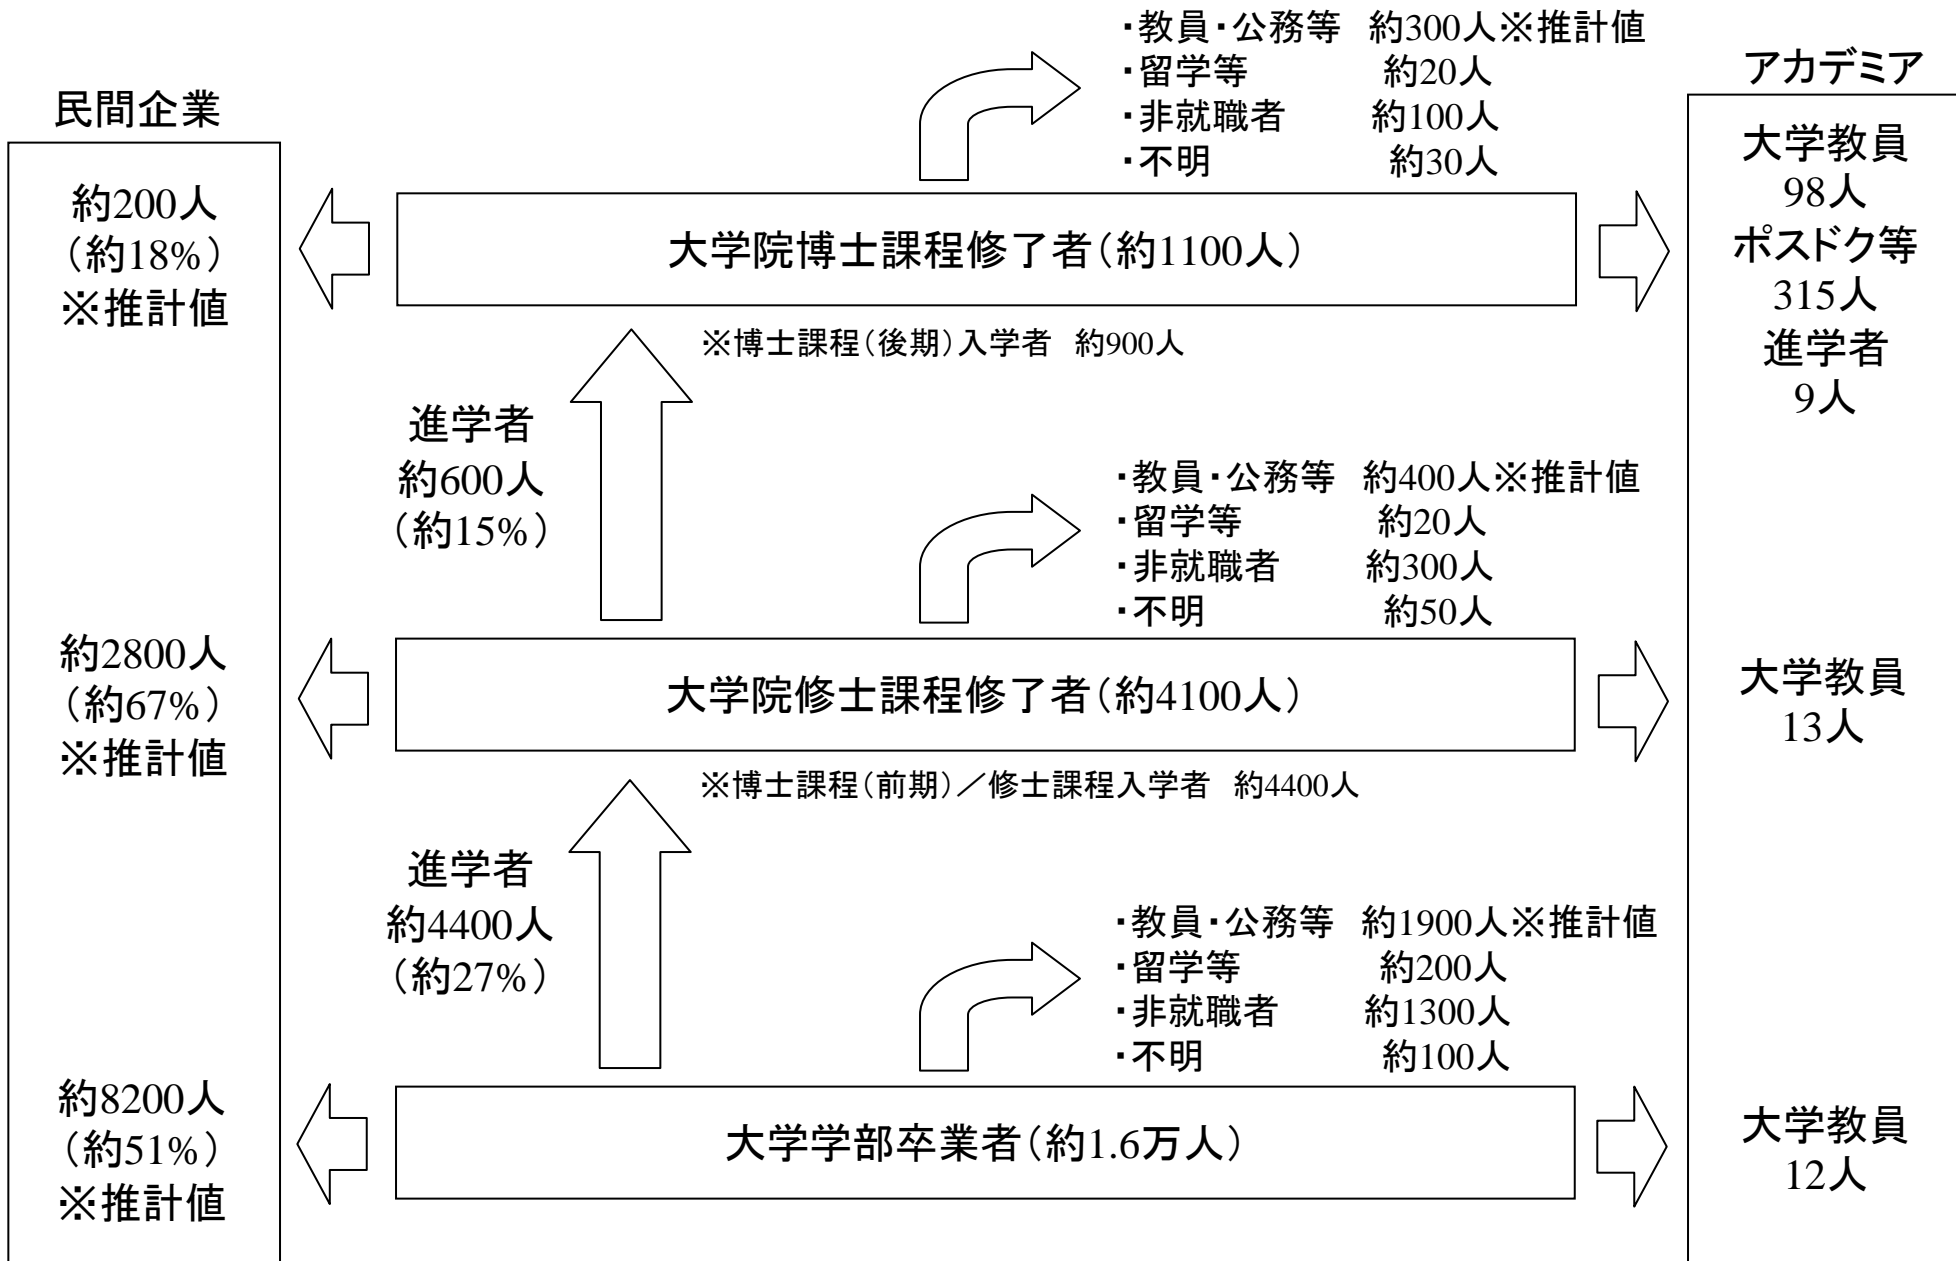 ・教員・公務等　約300人※推計値
・留学等　約20人
・非就職者　約100人
・不明　約30人
民間企業
アカデミア
約200人
（約18%）
※推計値
大学院博士課程修了者（約1100人）
大学教員
98人
ポスドク等
315人
進学者
9人
※博士課程（後期）入学者　約900人
進学者
約600人
（約15%）
・教員・公務等　約400人※推計値
・留学等　約20人
・非就職者　約300人
・不明　約50人
約2800人
（約67%）
※推計値
大学院修士課程修了者（約4100人）
大学教員
13人
※博士課程（前期）／修士課程入学者　約4400人
進学者
約4400人
（約27%）
・教員・公務等　約1900人※推計値
・留学等　約200人
・非就職者　約1300人
・不明　約100人
約8200人
（約51%）
※推計値
大学学部卒業者（約1.6万人）
大学教員
12人